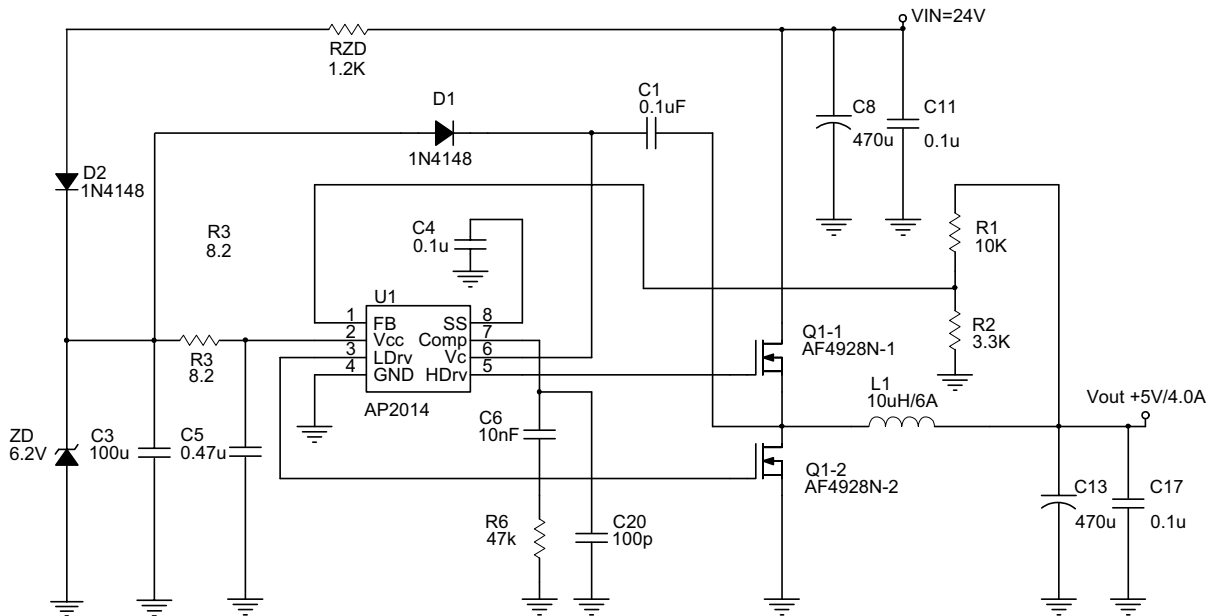 VIN=24V
RZD
1.2K
D1
1N4148
C1
0.1uF
C8
470u
C11
0.1u
D2
1N4148
R3
8.2
C4
0.1u
R1
10K
R2
3.3K
U1
1
2
3
4
FB
Vcc
LDrv
GND
SS
Comp
Vc
HDrv
8
7
6
5
AP2014
R3
8.2
Q1-1
AF4928N-1
L1
10uH/6A
Vout +5V/4.0A
ZD
6.2V
C3
100u
C5
0.47u
C6
10nF
Q1-2
AF4928N-2
R6
47k
C20
100p
C13
470u
C17
0.1u